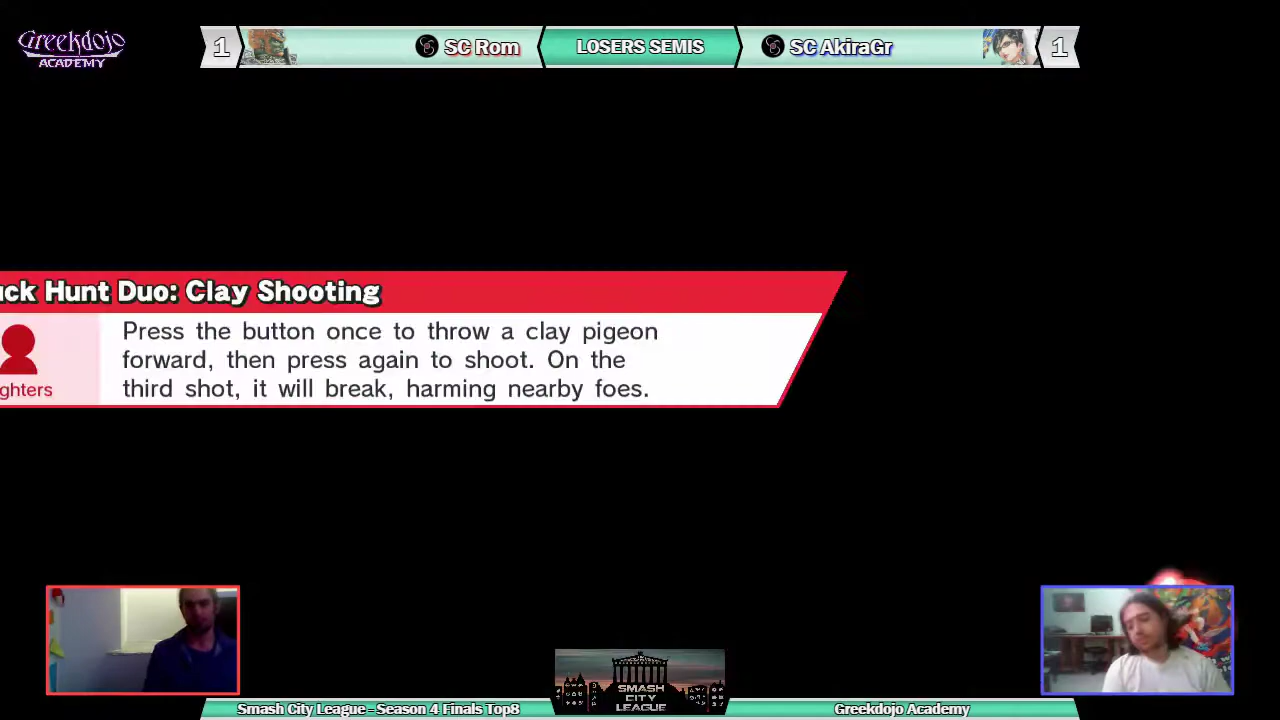 Greekdojo
ACADEMY
1
SC Rom
LOSERS SEMIS
SC AkiraGr
1
uck Hunt Duo: Clay Shooting
Press the button once to throw a clay pigeon
forward, then press again to shoot. On the
third shot, it will break, harming nearby foes.
ghters
SMASH
CITY
LEAGUE
Smash City League - Season 4 Finals Top8
Greekdojo Academy